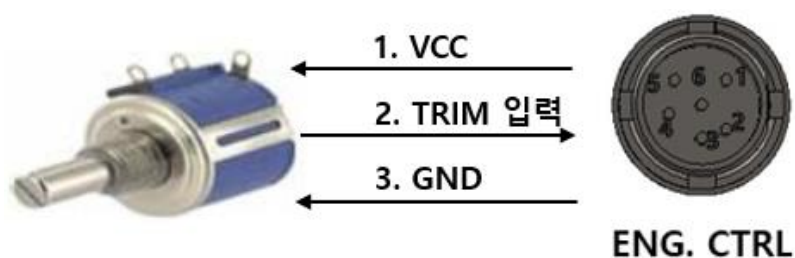 1. VCC
2. TRIM 입력
3. GND
5 6 1
4 2
3
ENG. CTRL